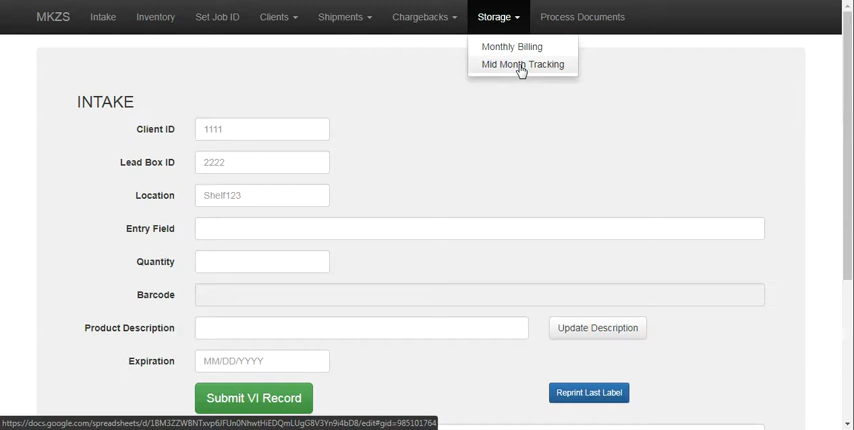 MKZS Intake Inventory Set Job ID Clients Shipments Chargebacks Storage Process Documents
Monthly Billing
Mid Month Tracking
INTAKE
Client ID 1111
Lead Box ID 2222
Location Shelf123
Entry Field
Quantity
Barcode
Product Description Update Description
Expiration MM/DD/YYYY
Submit VI Record Reprint Last Label